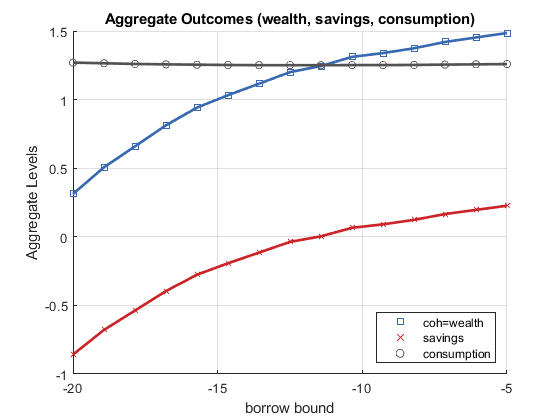 Aggregate Outcomes (wealth, savings, consumption)
1.5
1
0.5
0
-0.5
-1
Aggregate Levels
-20
-15
-10
-5
borrow bound
coh=wealth
savings
consumption